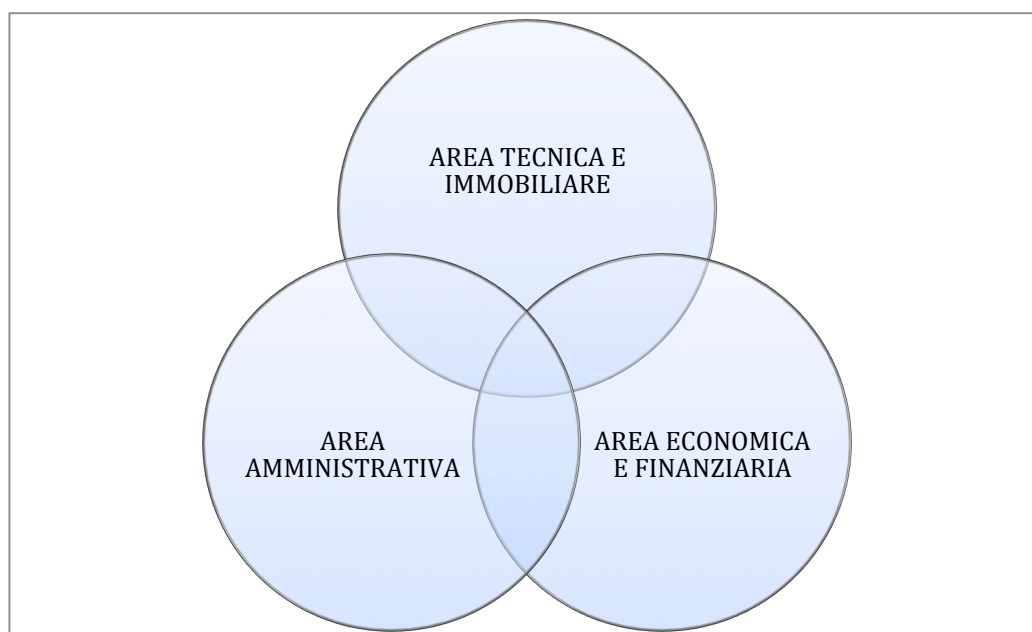 AREA TECNICA E
IMMOBILIARE
AREA
AMMINISTRATIVA
AREA ECONOMICA
E FINANZIARIA